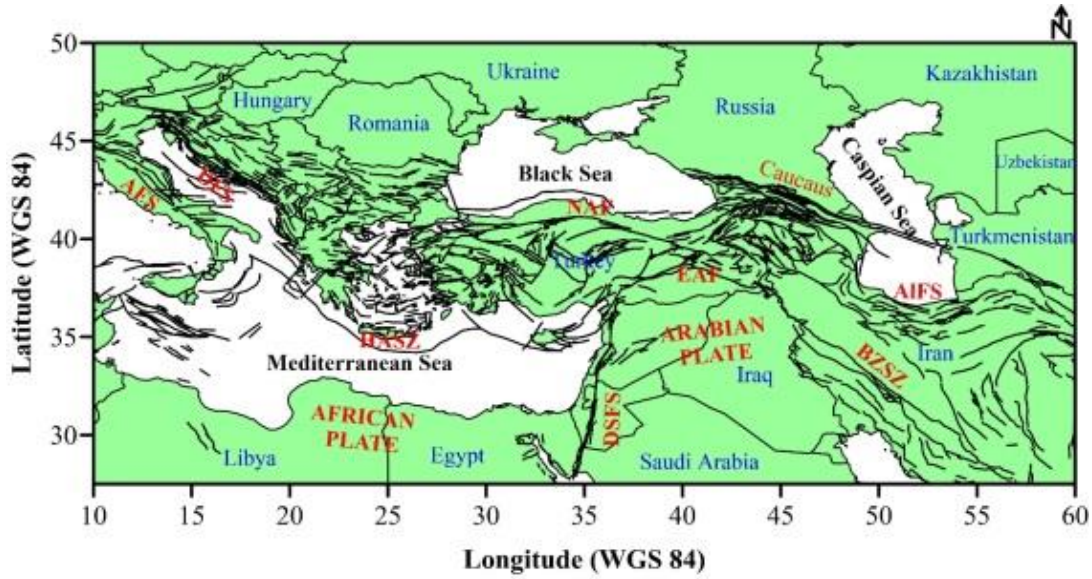 N
50
45
40
35
30
Latitude (WGS 84)
Ukraine
Kazakhistan
Hungary
Romania
Russia
Uzbekistan
Black Sea
Caucaus
Caspian Sea
AFS
NAF
Turkey
Turkmenistan
EAF
AIFS
HASZ
Mediterranean Sea
ARABIAN
PLATE
Iraq
BZSZ
Iran
AFRICAN
PLATE
DSFS
Libya
Egypt
Saudi Arabia
10 15 20 25 30 35 40 45 50 55 60
Longitude (WGS 84)